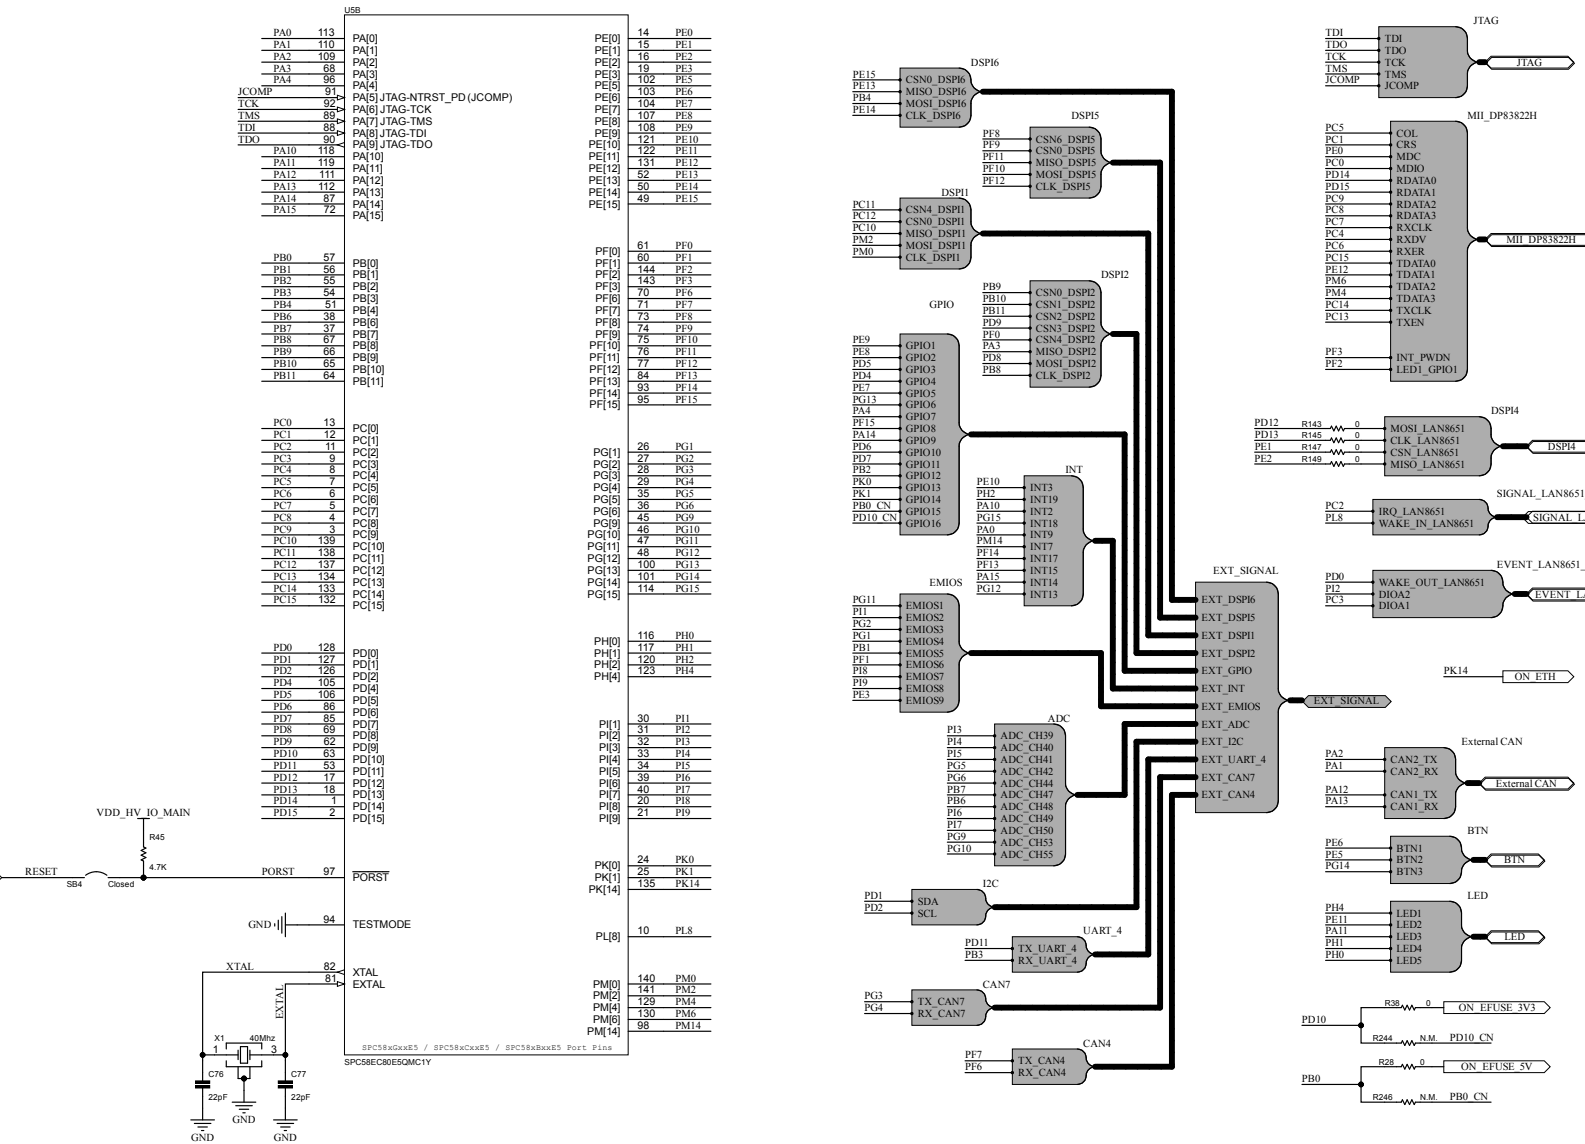 U5B
PA0 113 PA[0]
PA1 110 PA[1]
PA2 109 PA[2]
PA3 68 PA[3]
PA4 96 PA[4]
JCOMP 91 PA[5] JTAG-NTRST_PD (JCOMP)
TCK 92 PA[6] JTAG-TCK
TMS 89 PA[7] JTAG-TMS
TDI 88 PA[8] JTAG-TDI
TDO 90 PA[9] JTAG-TDO
PA10 118 PA[10]
PA11 119 PA[11]
PA12 111 PA[12]
PA13 112 PA[13]
PA14 87 PA[14]
PA15 72 PA[15]
PB0 57 PB[0]
PB1 56 PB[1]
PB2 55 PB[2]
PB3 54 PB[3]
PB4 51 PB[4]
PB6 38 PB[6]
PB7 37 PB[7]
PB8 67 PB[8]
PB9 66 PB[9]
PB10 65 PB[10]
PB11 64 PB[11]
PC0 13 PC[0]
PC1 12 PC[1]
PC2 11 PC[2]
PC3 9 PC[3]
PC4 8 PC[4]
PC5 7 PC[5]
PC6 6 PC[6]
PC7 5 PC[7]
PC8 4 PC[8]
PC9 3 PC[9]
PC10 139 PC[10]
PC11 138 PC[11]
PC12 137 PC[12]
PC13 134 PC[13]
PC14 133 PC[14]
PC15 132 PC[15]
PD0 128 PD[0]
PD1 127 PD[1]
PD2 126 PD[2]
PD4 105 PD[4]
PD5 106 PD[5]
PD6 86 PD[6]
PD7 85 PD[7]
PD8 69 PD[8]
PD9 62 PD[9]
PD10 63 PD[10]
PD11 53 PD[11]
PD12 17 PD[12]
PD13 18 PD[13]
PD14 1 PD[14]
PD15 2 PD[15]
VDD_HV_IO_MAIN
R45
4.7K
RESET
SB4 Closed
PORST 97 PORST
GND 94 TESTMODE
XTAL 82 XTAL
81 EXTAL
EXTAL
X1 40Mhz
1 3
C76
22pF
C77
22pF
GND
GND
GND
PE[0] 14 PE0
PE[1] 15 PE1
PE[2] 16 PE2
PE[3] 19 PE3
PE[5] 102 PE5
PE[6] 103 PE6
PE[7] 104 PE7
PE[8] 107 PE8
PE[9] 108 PE9
PE[10] 121 PE10
PE[11] 122 PE11
PE[12] 131 PE12
PE[13] 52 PE13
PE[14] 50 PE14
PE[15] 49 PE15
PF[0] 61 PF0
PF[1] 60 PF1
PF[2] 144 PF2
PF[3] 143 PF3
PF[6] 70 PF6
PF[7] 71 PF7
PF[8] 73 PF8
PF[9] 74 PF9
PF[10] 75 PF10
PF[11] 76 PF11
PF[12] 77 PF12
PF[13] 84 PF13
PF[14] 93 PF14
PF[15] 95 PF15
PG[1] 26 PG1
PG[2] 27 PG2
PG[3] 28 PG3
PG[4] 29 PG4
PG[5] 35 PG5
PG[6] 36 PG6
PG[9] 45 PG9
PG[10] 46 PG10
PG[11] 47 PG11
PG[12] 48 PG12
PG[13] 100 PG13
PG[14] 101 PG14
PG[15] 114 PG15
PH[0] 116 PH0
PH[1] 117 PH1
PH[2] 120 PH2
PH[4] 123 PH4
PI[1] 30 PI1
PI[2] 31 PI2
PI[3] 32 PI3
PI[4] 33 PI4
PI[5] 34 PI5
PI[6] 39 PI6
PI[7] 40 PI7
PI[8] 20 PI8
PI[9] 21 PI9
PK[0] 24 PK0
PK[1] 25 PK1
PK[14] 135 PK14
PL[8] 10 PL8
PM[0] 140 PM0
PM[2] 141 PM2
PM[4] 129 PM4
PM[6] 130 PM6
PM[14] 98 PM14
SPC58xGxxE5 / SPC58xCxxE5 / SPC58xBxxE5 Port Pins
SPC58EC80E5QMC1Y
DSPI6
PE15 CSN0_DSPI6
PE13 MISO_DSPI6
PB4 MOSI_DSPI6
PE14 CLK_DSPI6
DSPI5
PF8 CSN6_DSPI5
PF9 CSN0_DSPI5
PF11 MISO_DSPI5
PF10 MOSI_DSPI5
PF12 CLK_DSPI5
DSPI1
PC11 CSN4_DSPI1
PC12 CSN0_DSPI1
PC10 MISO_DSPI1
PM2 MOSI_DSPI1
PM0 CLK_DSPI1
DSPI2
PB9 CSN0_DSPI2
PB10 CSN1_DSPI2
PB11 CSN2_DSPI2
PD9 CSN3_DSPI2
PF0 CSN4_DSPI2
PA3 MISO_DSPI2
PD8 MOSI_DSPI2
PB8 CLK_DSPI2
GPIO
PE9 GPIO1
PE8 GPIO2
PD5 GPIO3
PD4 GPIO4
PE7 GPIO5
PG13 GPIO6
PA4 GPIO7
PF15 GPIO8
PA14 GPIO9
PD6 GPIO10
PD7 GPIO11
PB2 GPIO12
PK0 GPIO13
PK1 GPIO14
PB0_CN GPIO15
PD10_CN GPIO16
INT
PE10 INT3
PH2 INT19
PA10 INT2
PG15 INT18
PA0 INT9
PM14 INT7
PF14 INT17
PF13 INT15
PA15 INT14
PG12 INT13
EMIOS
PG11 EMIOS1
PI1 EMIOS2
PG2 EMIOS3
PG1 EMIOS4
PB1 EMIOS5
PF1 EMIOS6
PI8 EMIOS7
PI9 EMIOS8
PE3 EMIOS9
ADC
PI3 ADC_CH39
PI4 ADC_CH40
PI5 ADC_CH41
PG5 ADC_CH42
PG6 ADC_CH44
PB7 ADC_CH47
PB6 ADC_CH48
PI6 ADC_CH49
PI7 ADC_CH50
PG9 ADC_CH53
PG10 ADC_CH55
I2C
PD1 SDA
PD2 SCL
UART_4
PD11 TX_UART_4
PB3 RX_UART_4
CAN7
PG3 TX_CAN7
PG4 RX_CAN7
CAN4
PF7 TX_CAN4
PF6 RX_CAN4
EXT_SIGNAL
EXT_DSPI6
EXT_DSPI5
EXT_DSPI1
EXT_DSPI2
EXT_GPIO
EXT_INT
EXT_EMIOS
EXT_ADC
EXT_I2C
EXT_UART_4
EXT_CAN7
EXT_CAN4
EXT_SIGNAL
JTAG
TDI TDI
TDO TDO
TCK TCK
TMS TMS
JCOMP JCOMP
JTAG
MII_DP83822H
PC5 COL
PC1 CRS
PE0 MDC
PC0 MDIO
PD14 RDATA0
PD15 RDATA1
PC9 RDATA2
PC8 RDATA3
PC7 RXCLK
PC4 RXDV
PC6 RXER
PC15 TDATA0
PE12 TDATA1
PM6 TDATA2
PM4 TDATA3
PC14 TXCLK
PC13 TXEN
PF3 INT_PWDN
PF2 LED1_GPIO1
MII_DP83822H
DSPI4
PD12 R143 0 MOSI_LAN8651
PD13 R145 0 CLK_LAN8651
PE1 R147 0 CSN_LAN8651
PE2 R149 0 MISO_LAN8651
DSPI4
SIGNAL_LAN8651
PC2 IRQ_LAN8651
PL8 WAKE_IN_LAN8651
SIGNAL_L
EVENT_LAN8651_
PD0 WAKE_OUT_LAN8651
PI2 DIOA2
PC3 DIOA1
EVENT_LA
PK14 ON_ETH
External CAN
PA2 CAN2_TX
PA1 CAN2_RX
PA12 CAN1_TX
PA13 CAN1_RX
External CAN
BTN
PE6 BTN1
PE5 BTN2
PG14 BTN3
BTN
LED
PH4 LED1
PE11 LED2
PA11 LED3
PH1 LED4
PH0 LED5
LED
R38 0 ON_EFUSE_3V3
PD10
R244 N.M. PD10_CN
R28 0 ON_EFUSE_5V
PB0
R246 N.M. PB0_CN